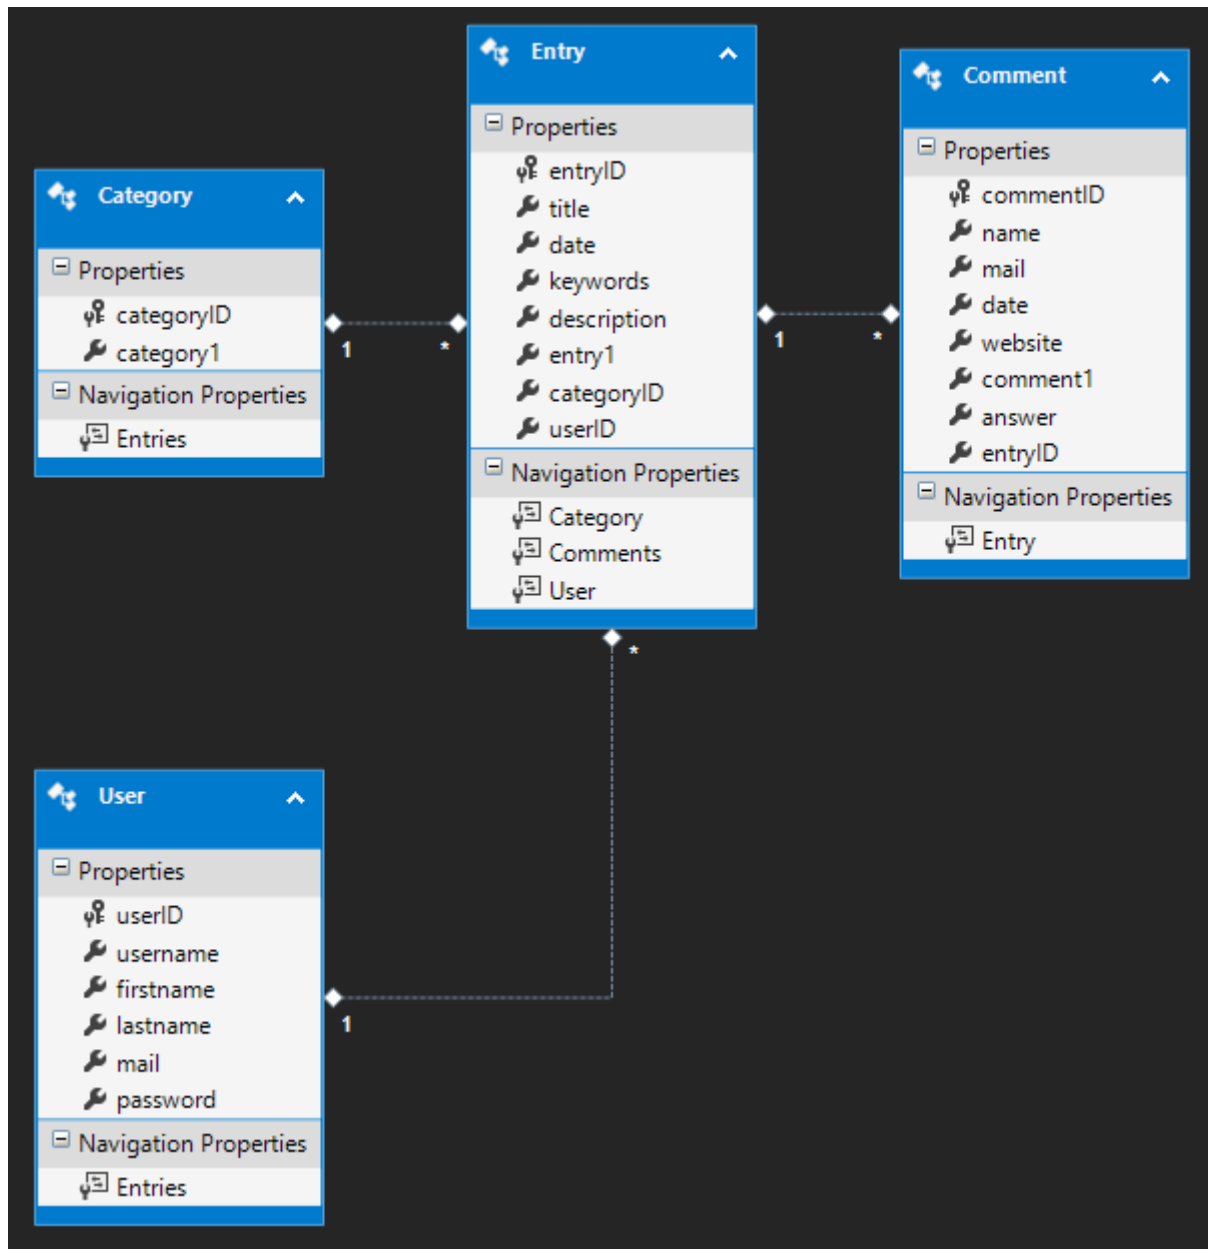 Category
Properties
categoryID
category1
Navigation Properties
Entries
1
*
Entry
Properties
entryID
title
date
keywords
description
entry1
categoryID
userID
Navigation Properties
Category
Comments
User
*
1
*
Comment
Properties
commentID
name
mail
date
website
comment1
answer
entryID
Navigation Properties
Entry
User
Properties
userID
username
firstname
lastname
mail
password
Navigation Properties
Entries
1